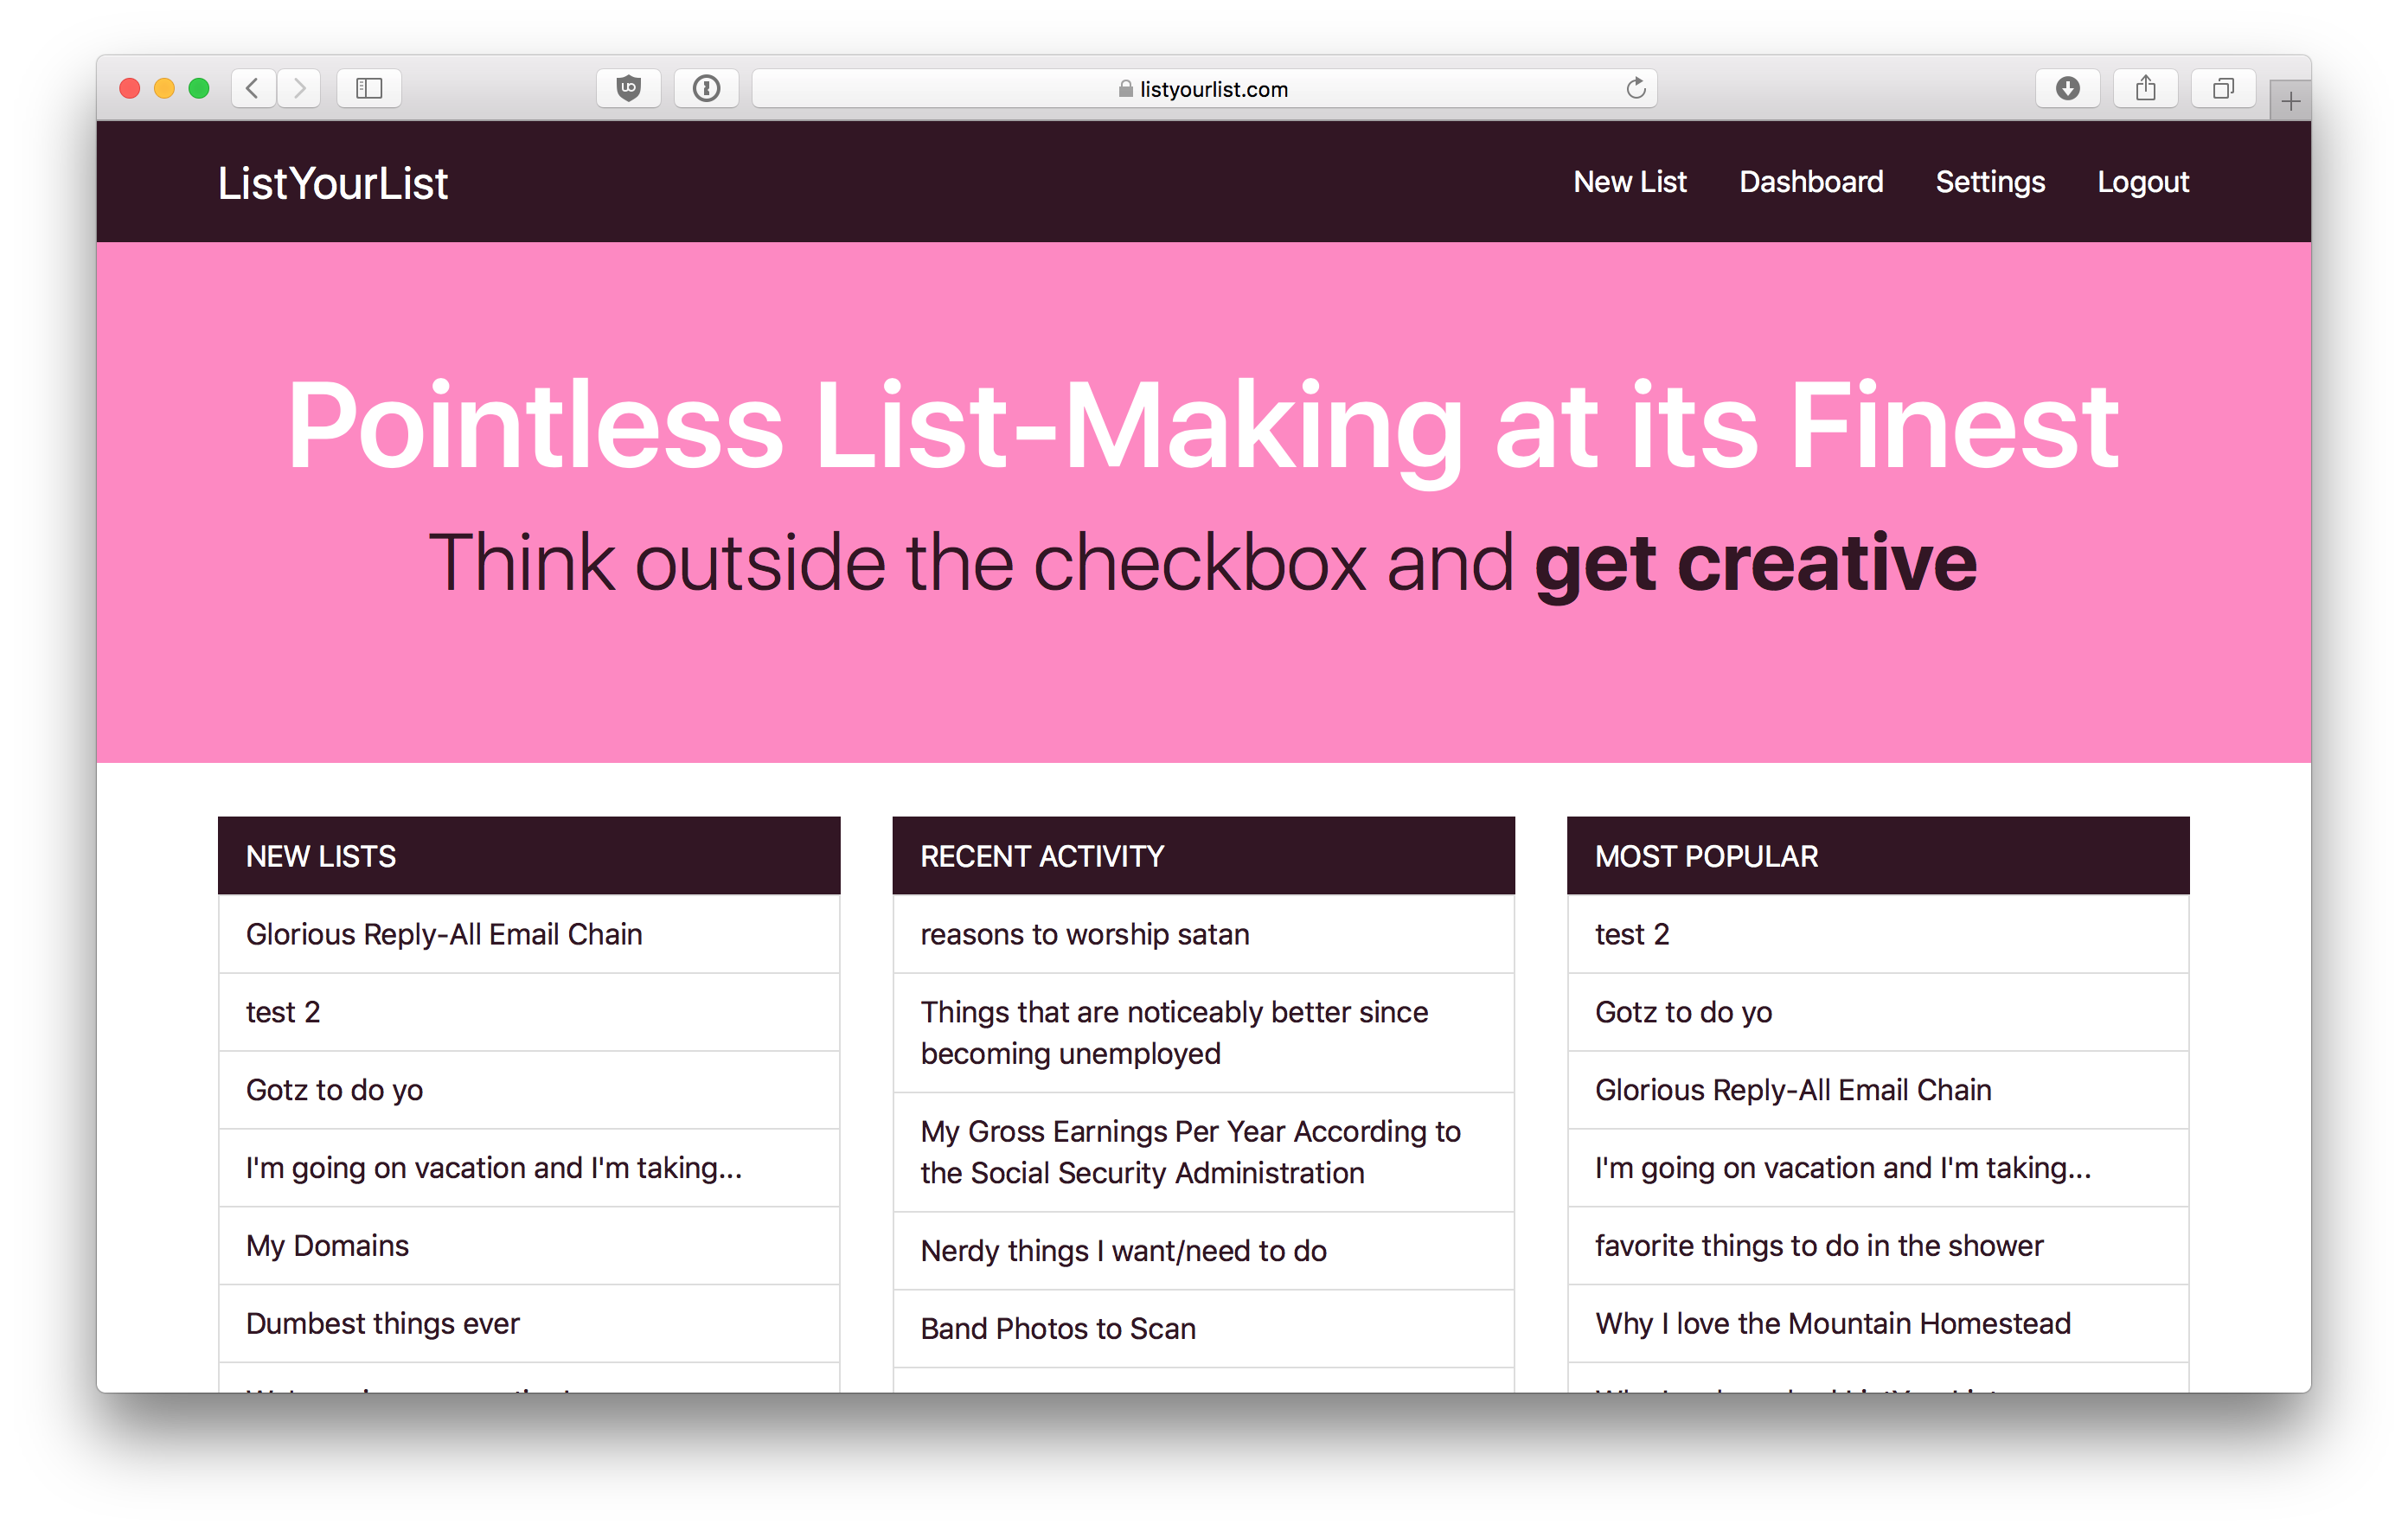 listyourlist.com
ListYourList
New List Dashboard Settings Logout
Pointless List-Making at its Finest
Think outside the checkbox and get creative
NEW LISTS
Glorious Reply-All Email Chain
test 2
Gotz to do yo
I'm going on vacation and I'm taking...
My Domains
Dumbest things ever
RECENT ACTIVITY
reasons to worship satan
Things that are noticeably better since
becoming unemployed
My Gross Earnings Per Year According to
the Social Security Administration
Nerdy things I want/need to do
Band Photos to Scan
MOST POPULAR
test 2
Gotz to do yo
Glorious Reply-All Email Chain
I'm going on vacation and I'm taking...
favorite things to do in the shower
Why I love the Mountain Homestead